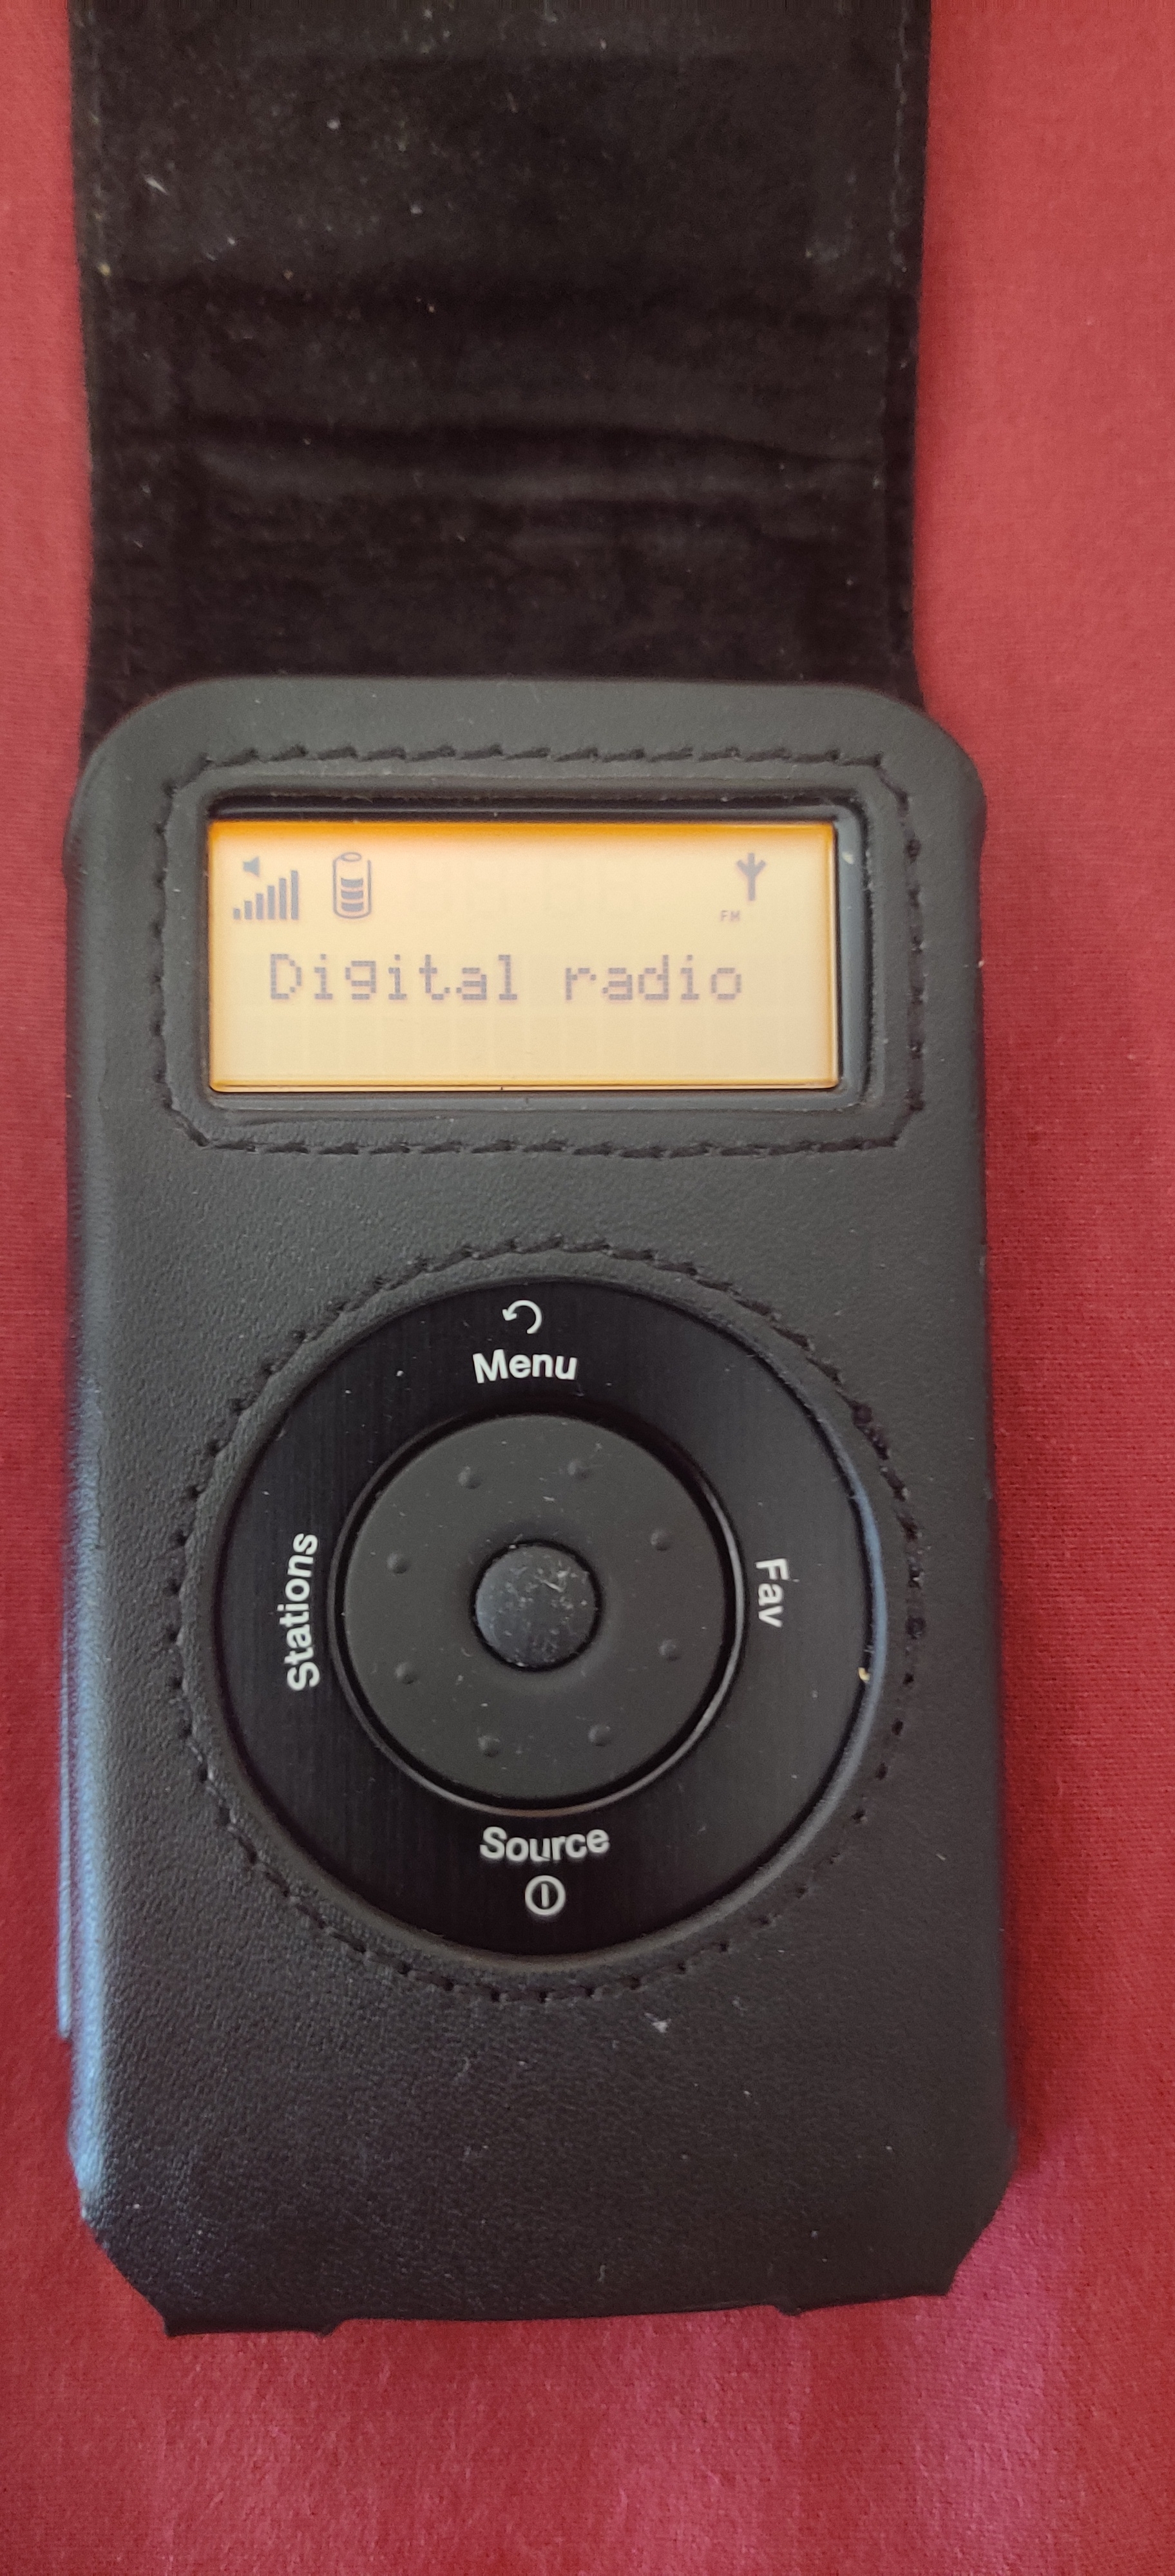 FM
Digital radio
Menu
Stations
Fav
Source